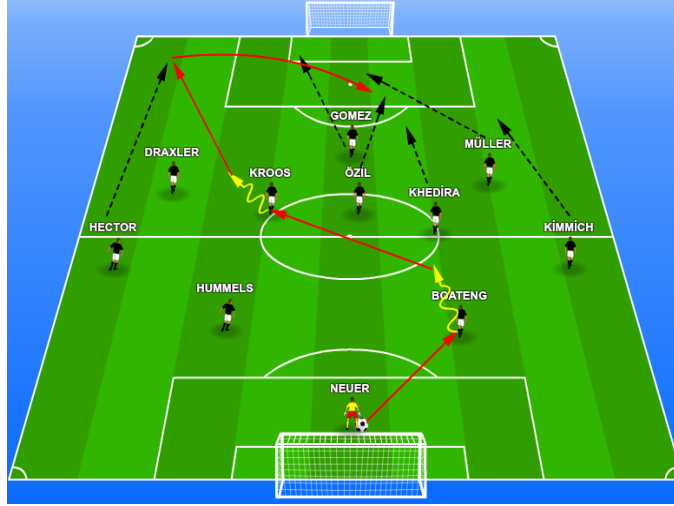 GOMEZ
MÜLLER
DRAXLER
KROOS
ÖZİL
KHEDİRA
HECTOR
KİMMİCH
HUMMELS
BOATENG
NEUER